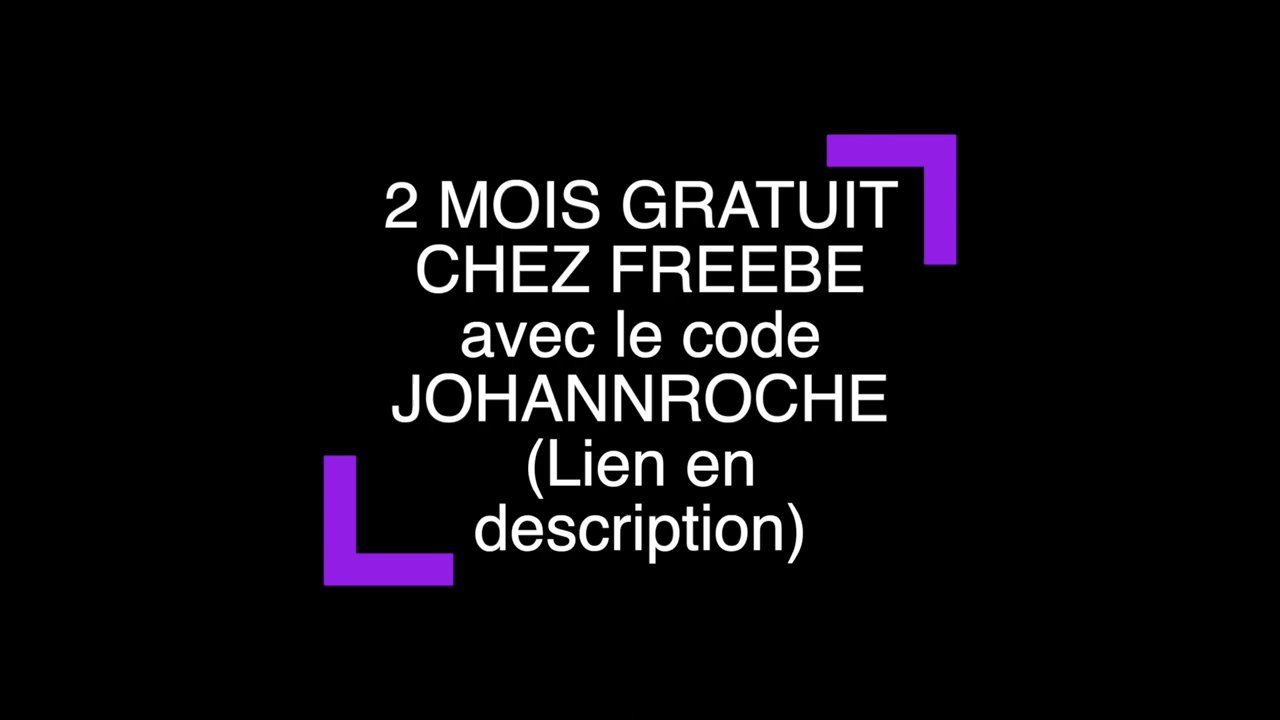 2 MOIS GRATUIT
CHEZ FREEBE
avec le code
JOHANNROCHE
(Lien en
description)